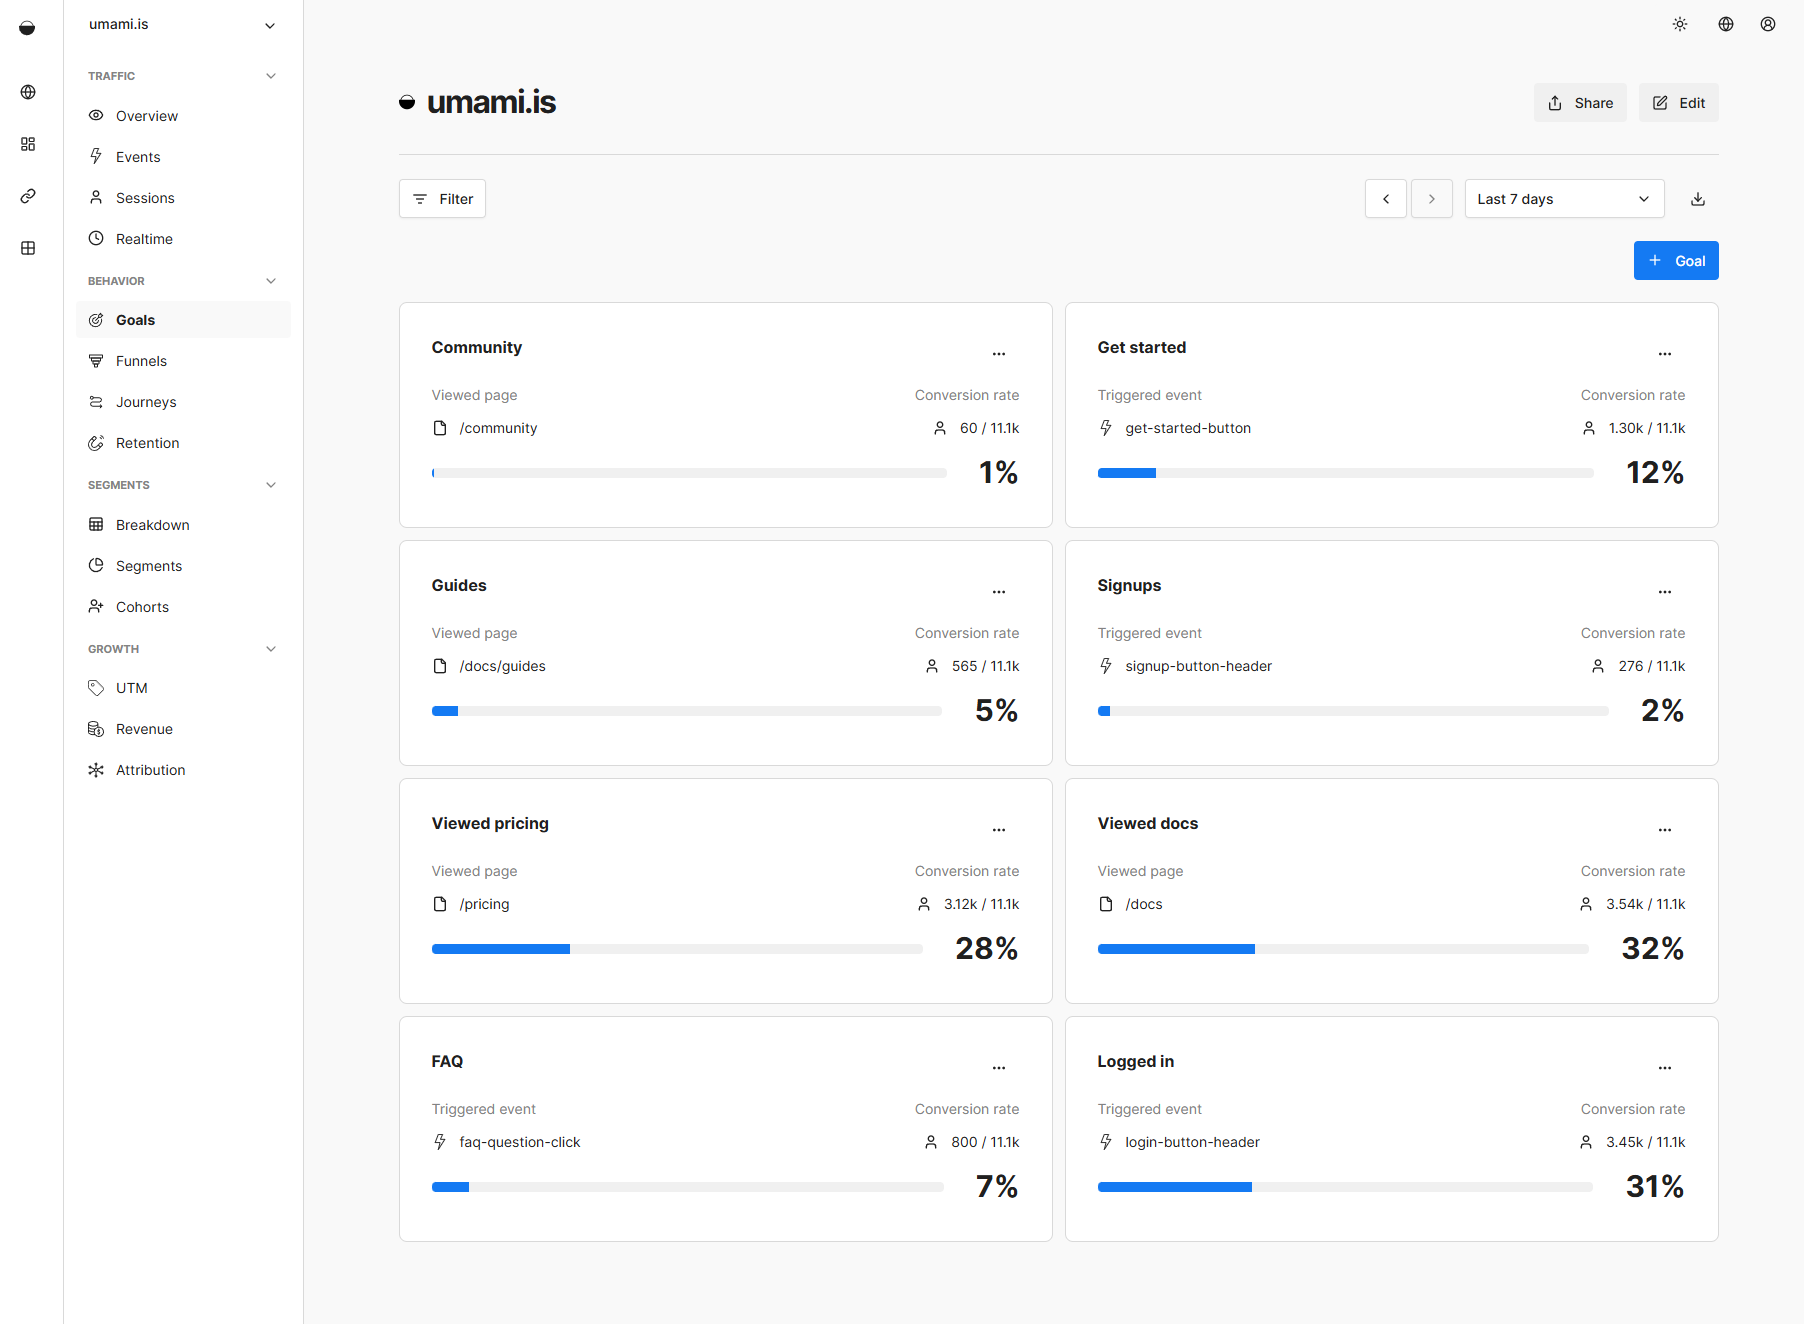 umami.is
TRAFFIC
Overview
Events
Sessions
Realtime
BEHAVIOR
Goals
Funnels
Journeys
Retention
SEGMENTS
Breakdown
Segments
Cohorts
GROWTH
UTM
Revenue
Attribution
umami.is
Share
Edit
Filter
Last 7 days
Goal
Community
Viewed page
Conversion rate
/community
60 / 11.1k
1%
Get started
Triggered event
Conversion rate
get-started-button
1.30k / 11.1k
12%
Guides
Viewed page
Conversion rate
/docs/guides
565 / 11.1k
5%
Signups
Triggered event
Conversion rate
signup-button-header
276 / 11.1k
2%
Viewed pricing
Viewed page
Conversion rate
/pricing
3.12k / 11.1k
28%
Viewed docs
Viewed page
Conversion rate
/docs
3.54k / 11.1k
32%
FAQ
Triggered event
Conversion rate
faq-question-click
800 / 11.1k
7%
Logged in
Triggered event
Conversion rate
login-button-header
3.45k / 11.1k
31%